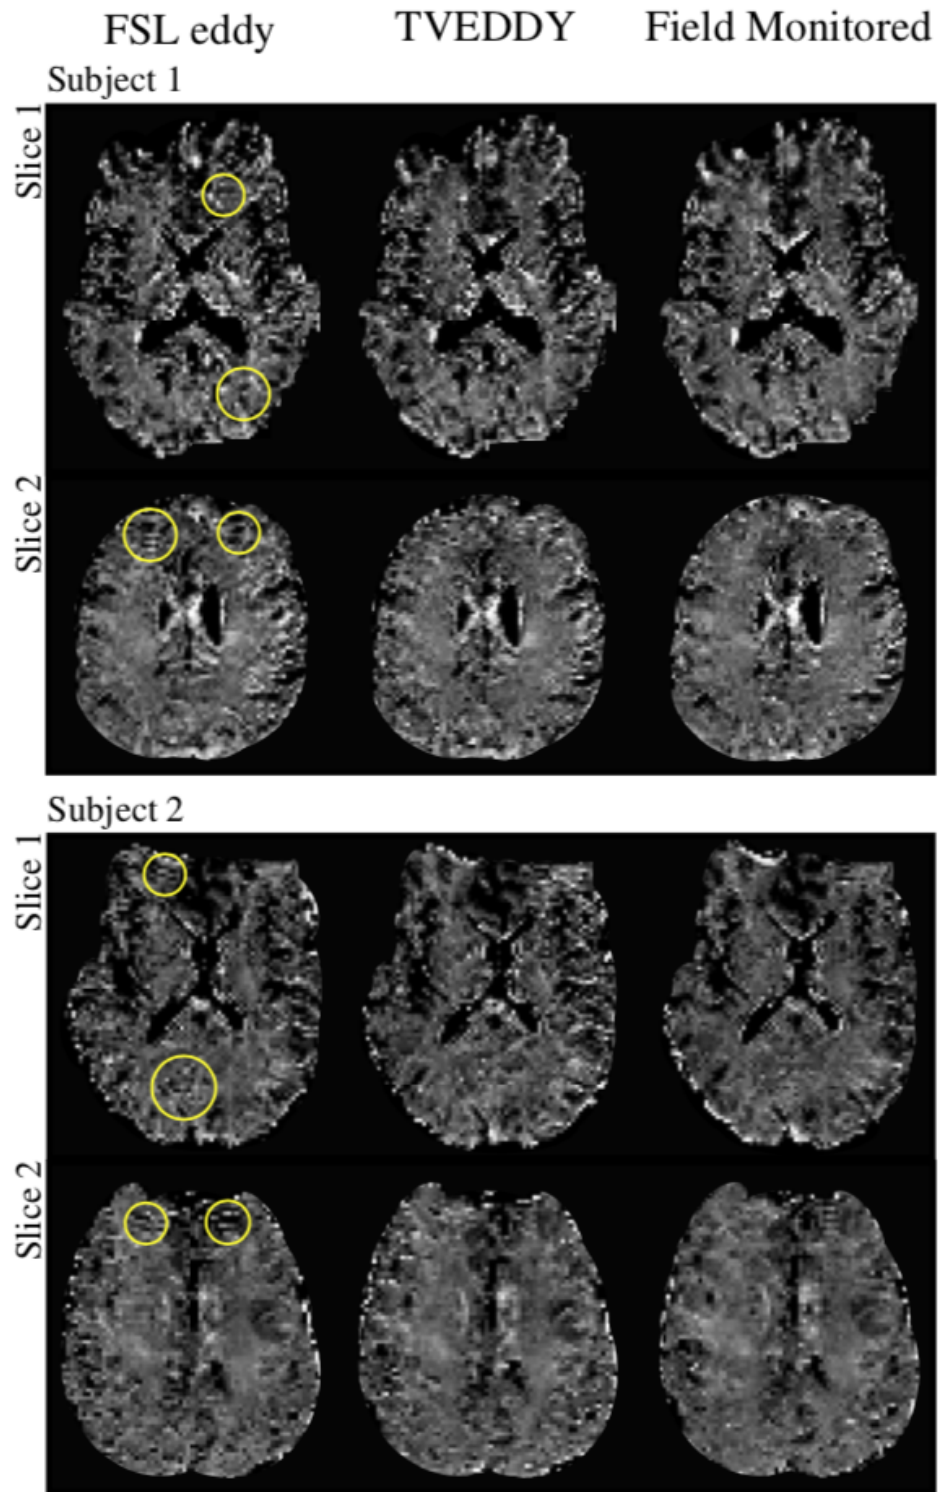 FSL eddy TVEDDY Field Monitored
Subject 1
Slice 1
Slice 2
Subject 2
Slice 1
Slice 2